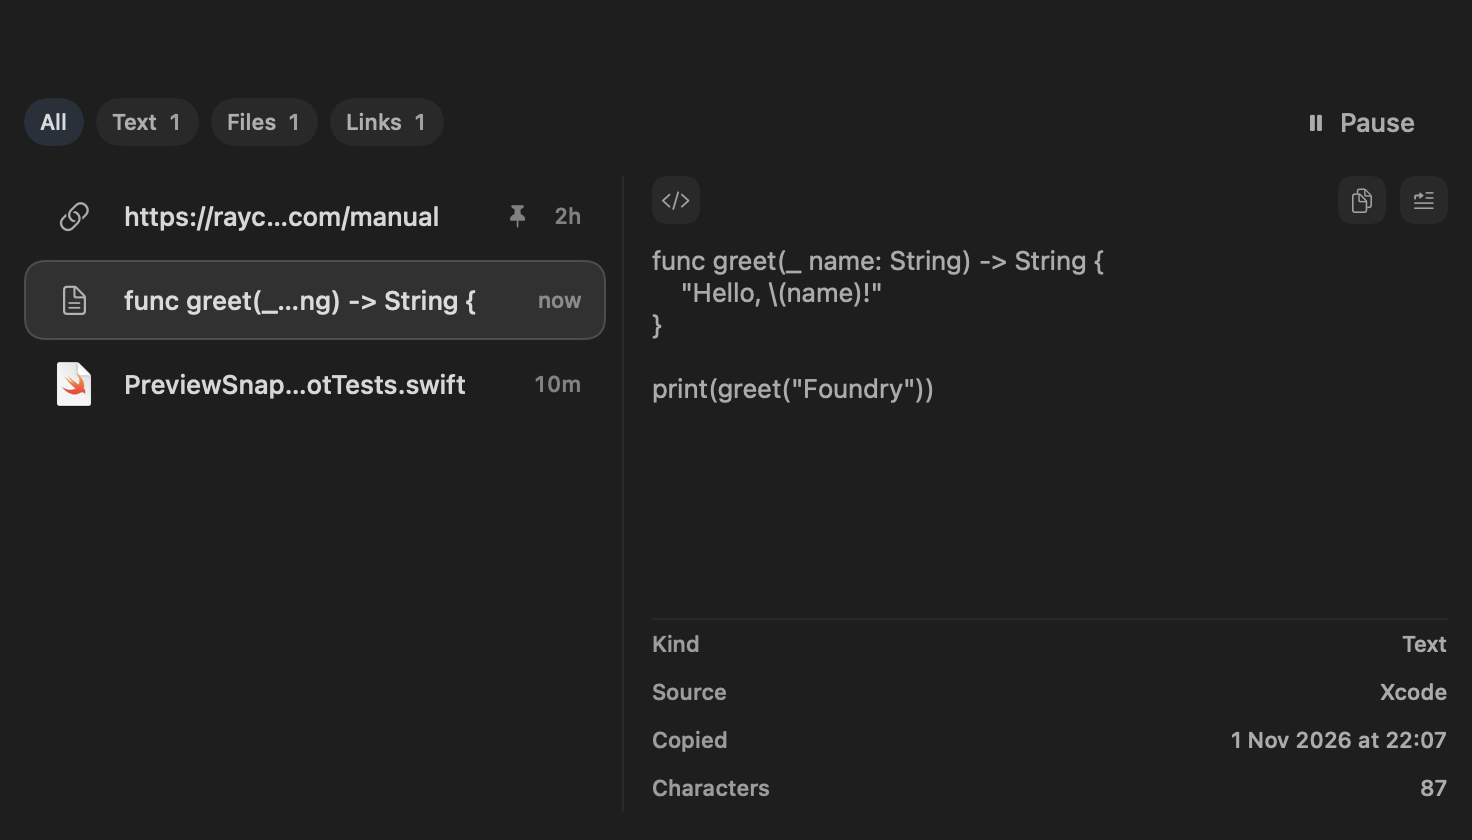 All
Text 1
Files 1
Links 1
Pause
https://rayc...com/manual 2h
func greet(_...ng) -> String { now
PreviewSnap...otTests.swift 10m
</>
func greet(_ name: String) -> String {
    "Hello, \(name)!"
}
print(greet("Foundry"))
Kind Text
Source Xcode
Copied 1 Nov 2026 at 22:07
Characters 87